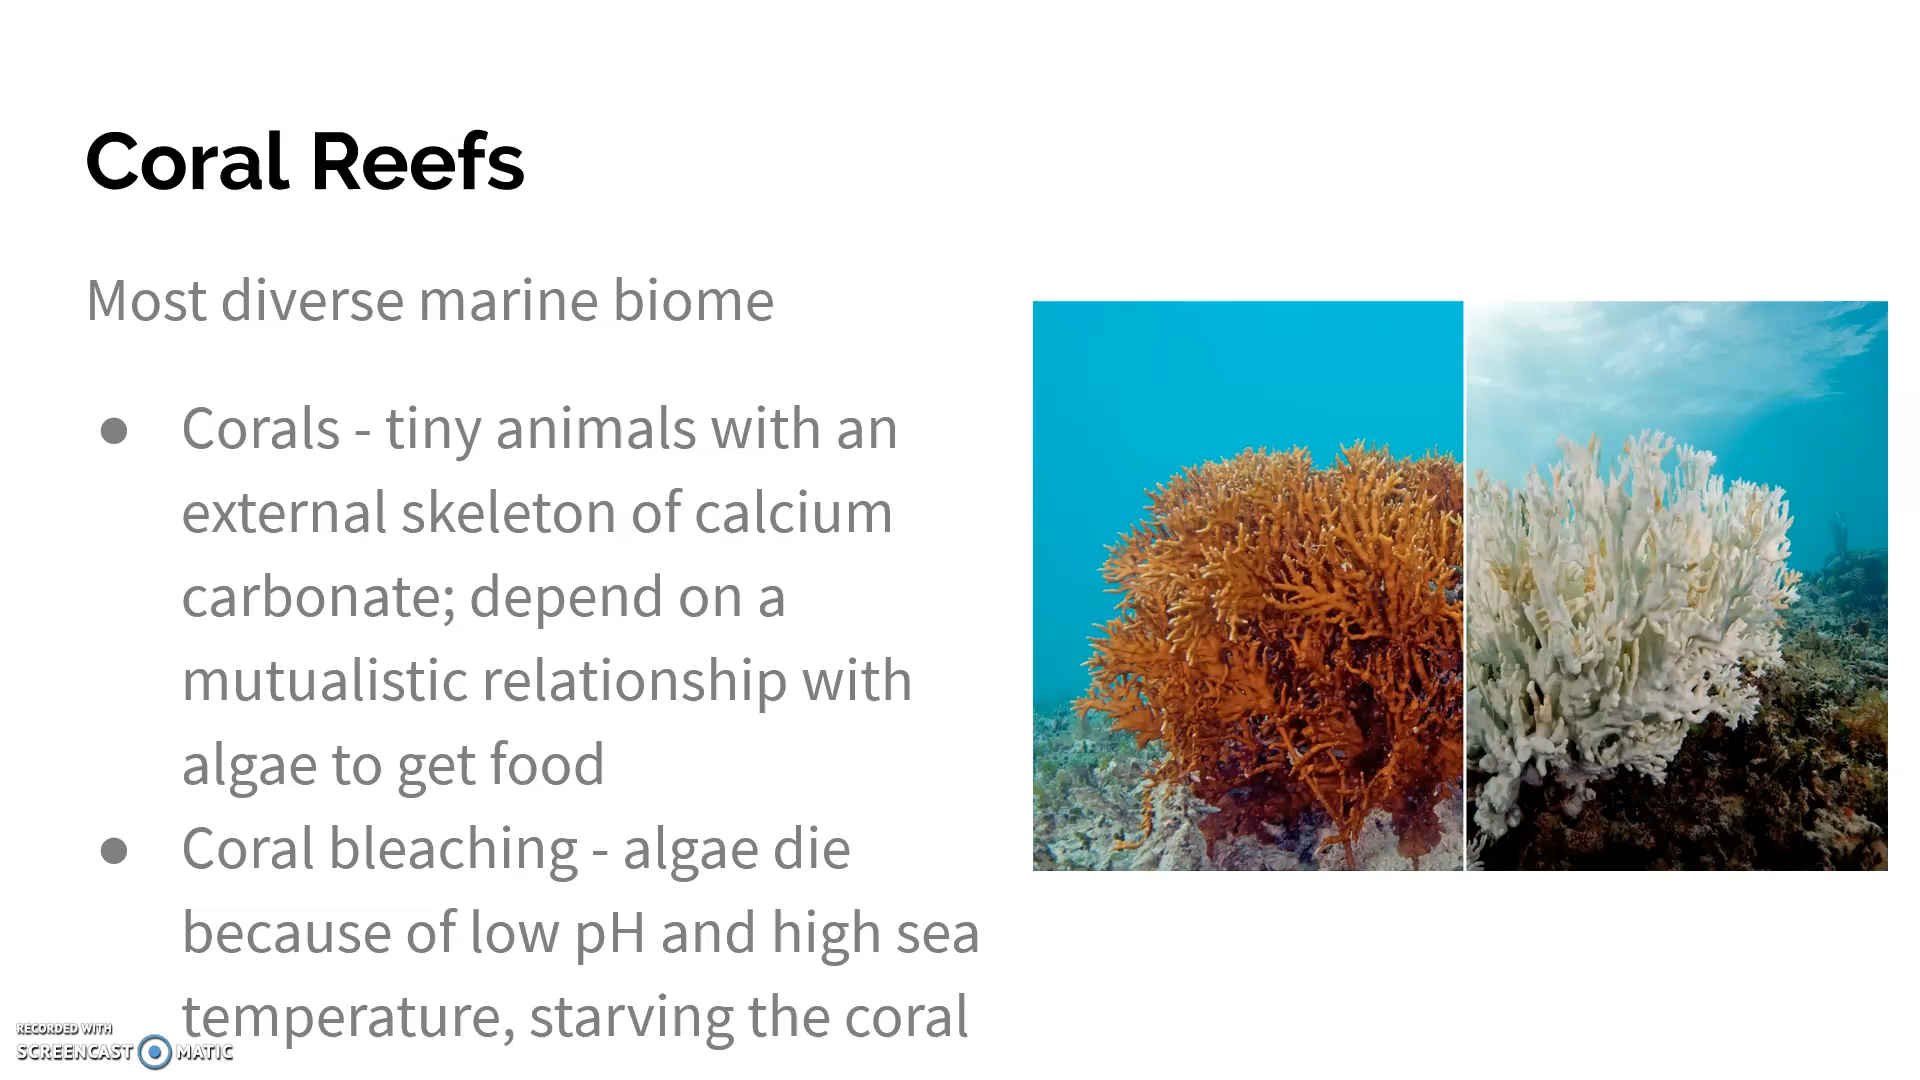 Coral Reefs
Most diverse marine biome
● Corals - tiny animals with an
external skeleton of calcium
carbonate; depend on a
mutualistic relationship with
algae to get food
● Coral bleaching - algae die
because of low pH and high sea
temperature, starving the coral
RECORDED WITH
SCREENCAST MATIC